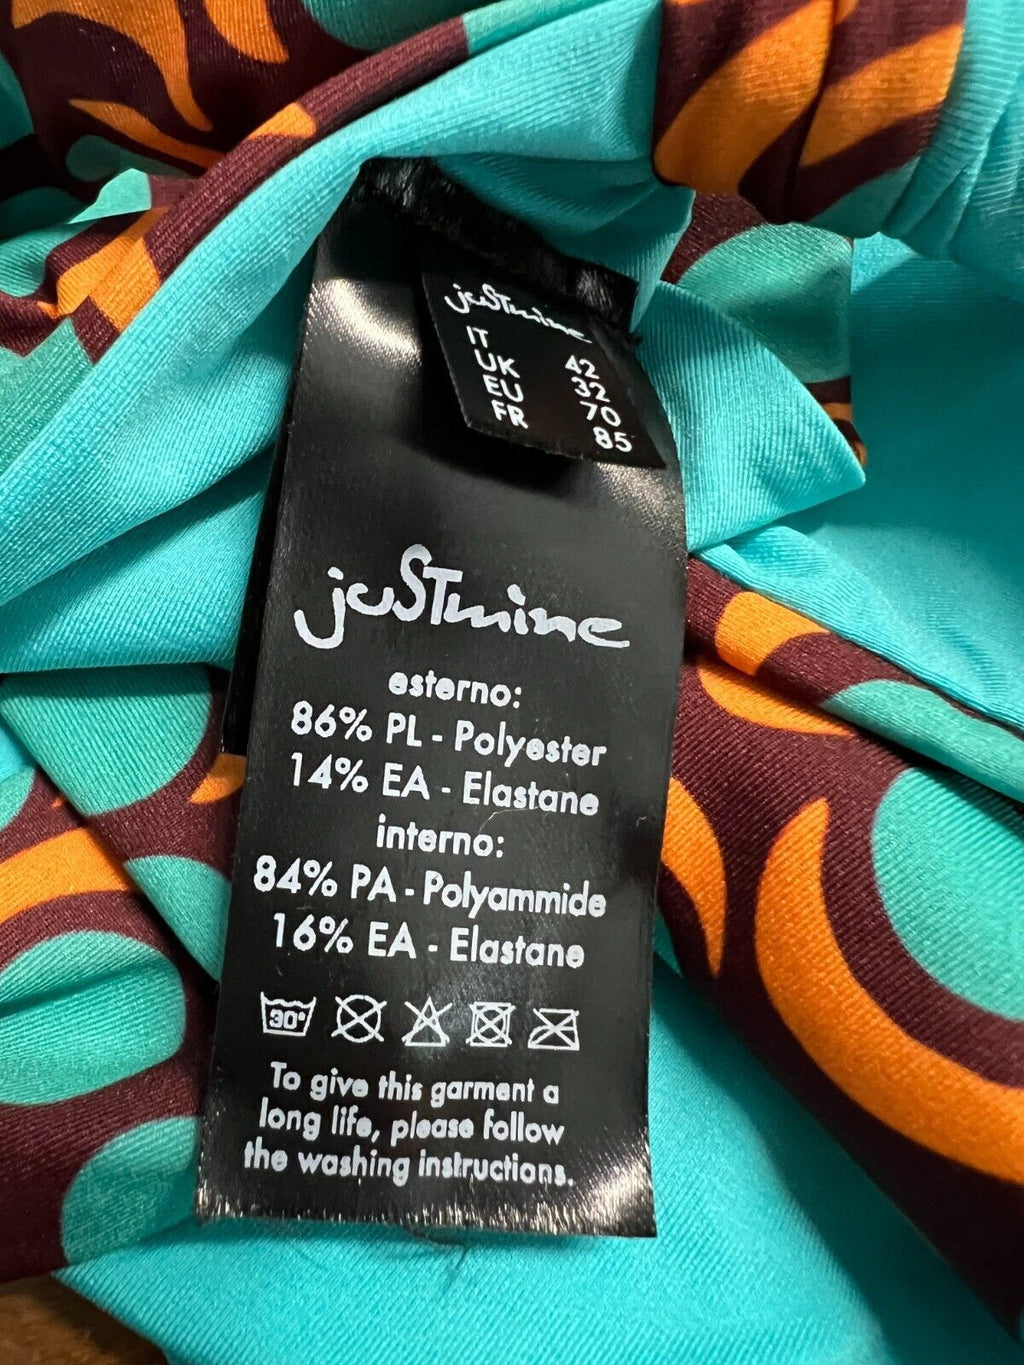 juSTmine
IT 42
UK 32
EU 70
FR 85
juSTmine
esterno:
86% PL - Polyester
14% EA - Elastane
interno:
84% PA - Polyammide
16% EA - Elastane
30°
To give this garment a
long life, please follow
the washing instructions.